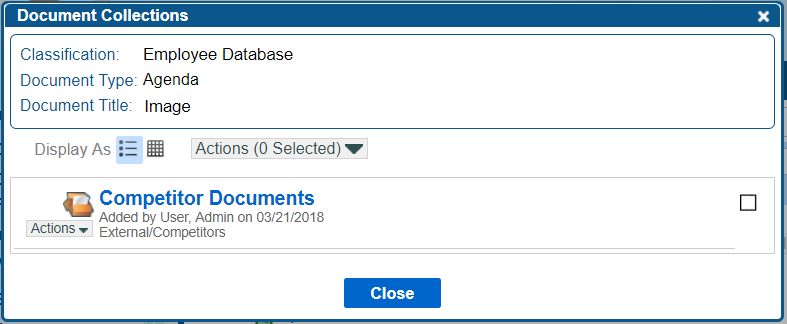 Document Collections
Classification: Employee Database
Document Type: Agenda
Document Title: Image
Display As Actions (0 Selected)
Competitor Documents
Added by User, Admin on 03/21/2018
Actions External/Competitors
Close